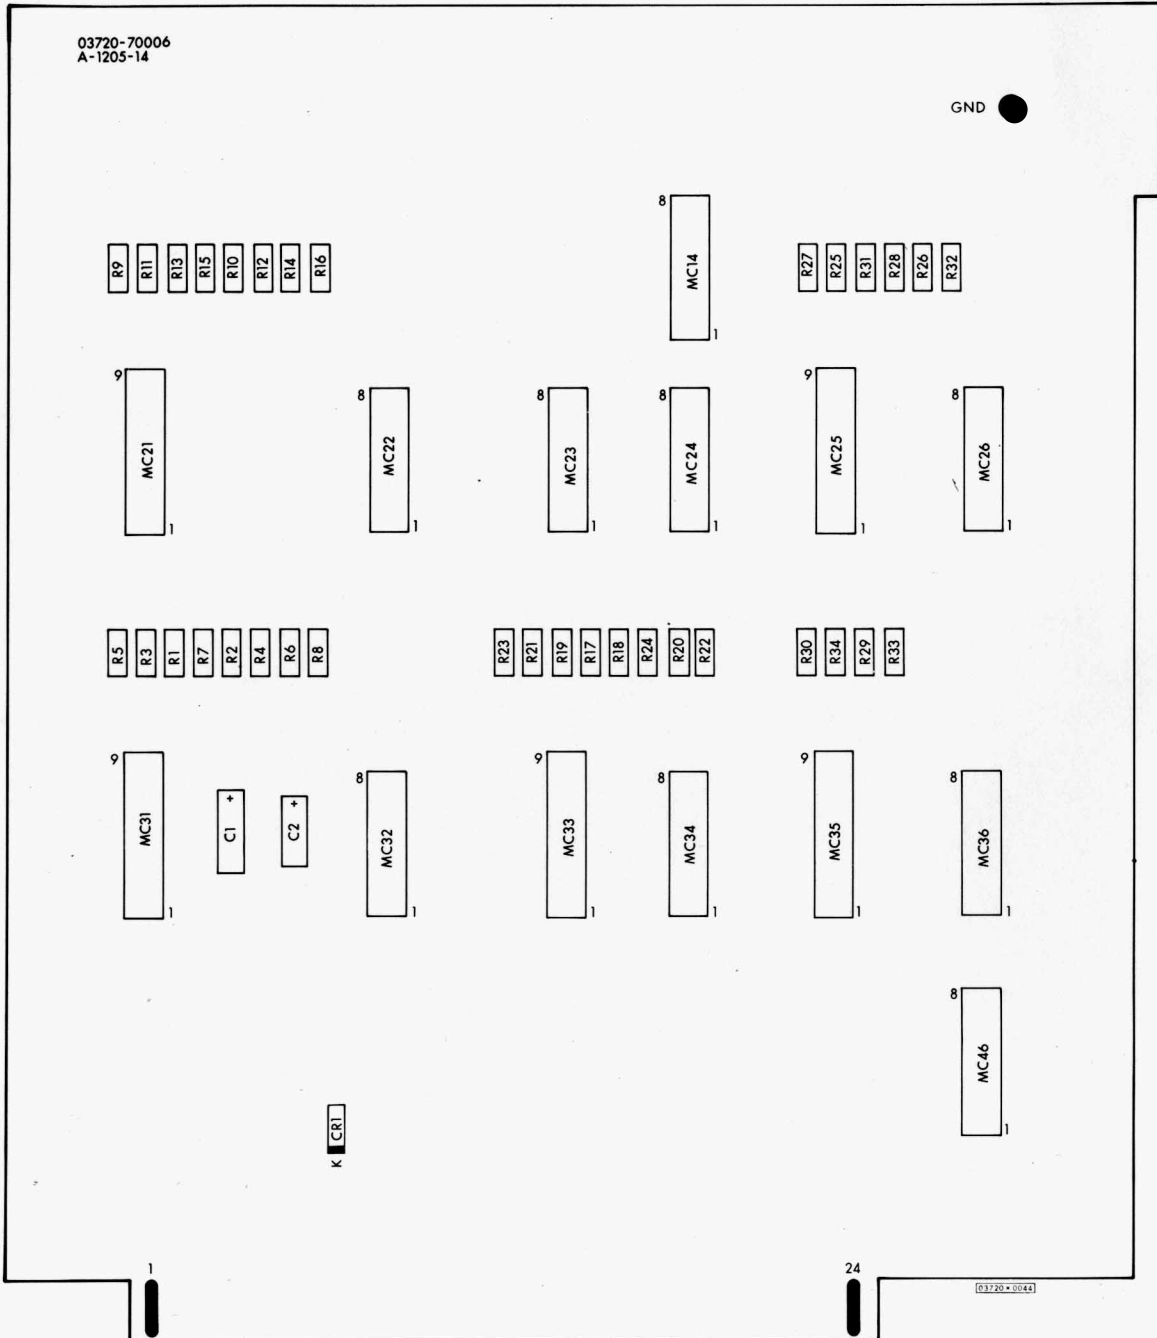 03720-70006
A-1205-14
GND
8
MC14
1
R9 R11 R13 R15 R10 R12 R14 R16
R27 R25 R31 R28 R26 R32
9
MC21
1
8
MC22
1
8
MC23
1
8
MC24
1
9
MC25
1
8
MC26
1
R5 R3 R1 R7 R2 R4 R6 R8
R23 R21 R19 R17 R18 R24 R20 R22
R30 R34 R29 R33
9
MC31
1
C1 +
C2 +
8
MC32
1
9
MC33
1
8
MC34
1
9
MC35
1
8
MC36
1
8
MC46
1
K CR1
1
24
03720-0044